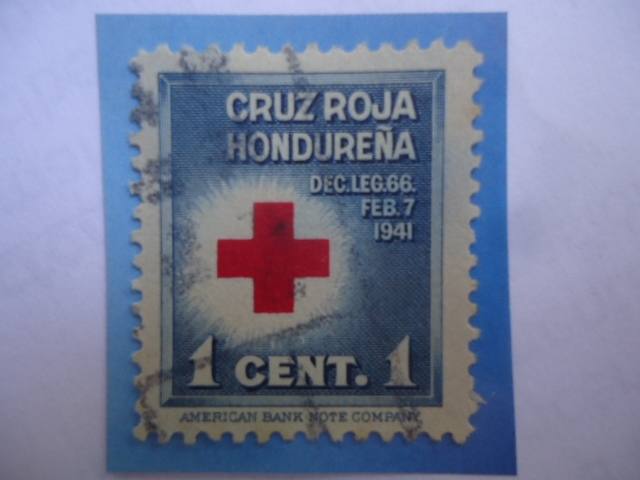 CRUZ ROJA
HONDUREÑA
DEC.LEG.66.
FEB.7
1941
1 CENT. 1
AMERICAN BANK NOTE COMPANY